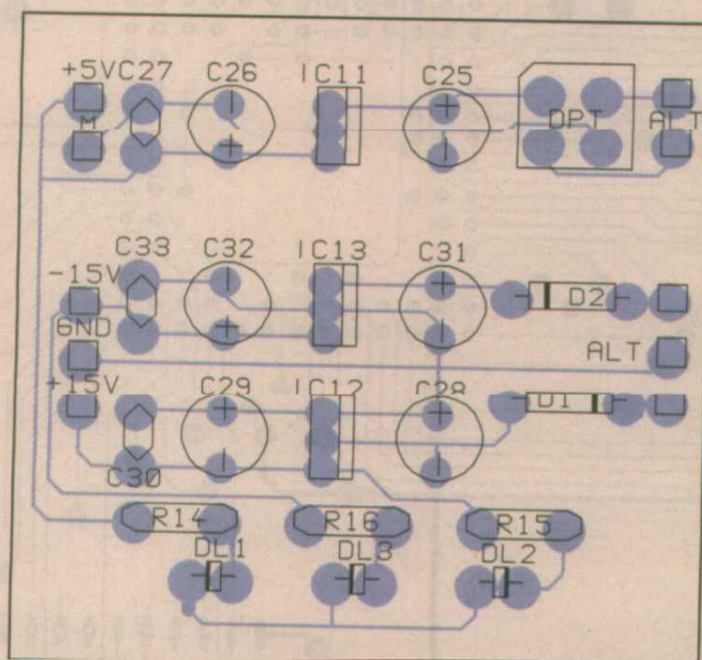 +5V C27 C26 IC11 C25
M DPT ALT
C33 C32 IC13 C31
-15V D2
GND ALT
+15V C29 IC12 C28
D1
C30
R14 R16 R15
DL1 DL3 DL2